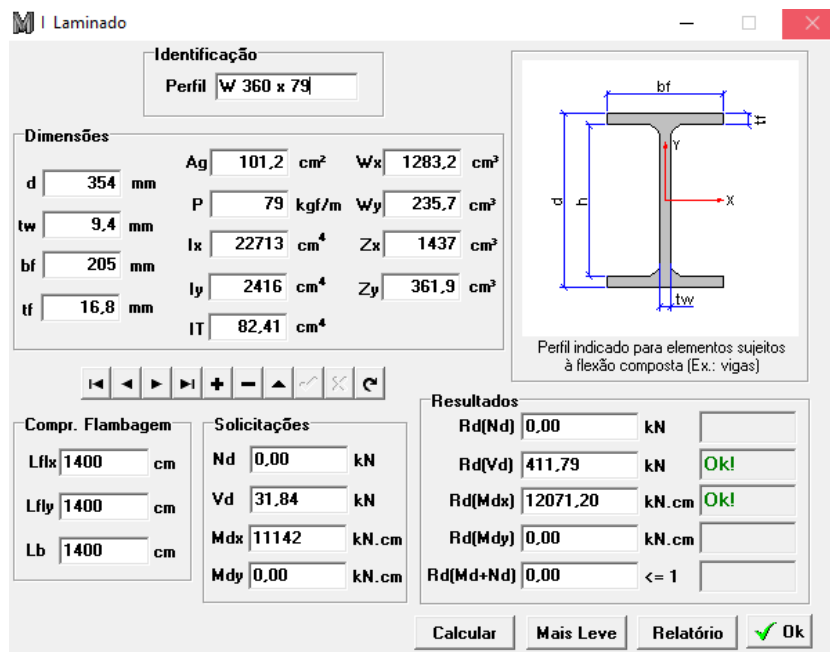 I Laminado
Identificação
Perfil W 360 x 79
Dimensões
d 354 mm
tw 9,4 mm
bf 205 mm
tf 16,8 mm
Ag 101,2 cm²
P 79 kgf/m
Ix 22713 cm⁴
Iy 2416 cm⁴
IT 82,41 cm⁴
Wx 1283,2 cm³
Wy 235,7 cm³
Zx 1437 cm³
Zy 361,9 cm³
bf
tf
Y
X
d
h
tw
Perfil indicado para elementos sujeitos
à flexão composta (Ex.: vigas)
Compr. Flambagem
Lflx 1400 cm
Lfly 1400 cm
Lb 1400 cm
Solicitações
Nd 0,00 kN
Vd 31,84 kN
Mdx 11142 kN.cm
Mdy 0,00 kN.cm
Resultados
Rd(Nd) 0,00 kN
Rd(Vd) 411,79 kN Ok!
Rd(Mdx) 12071,20 kN.cm Ok!
Rd(Mdy) 0,00 kN.cm
Rd(Md+Nd) 0,00 <= 1
Calcular Mais Leve Relatório Ok